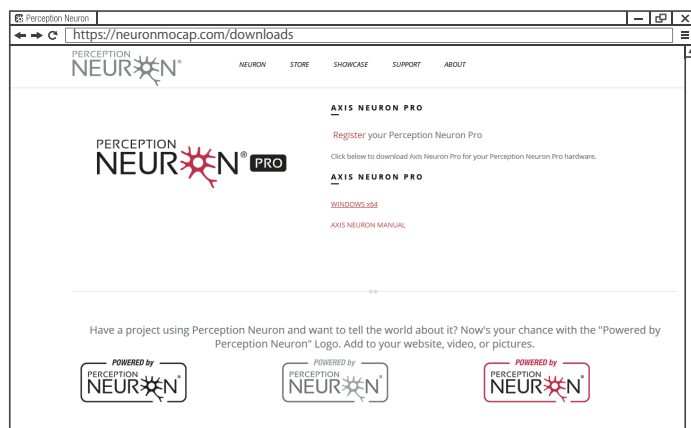 Perception Neuron
https://neuronmocap.com/downloads
PERCEPTION
NEURON®
NEURON STORE SHOWCASE SUPPORT ABOUT
AXIS NEURON PRO
Register your Perception Neuron Pro
Click below to download Axis Neuron Pro for your Perception Neuron Pro hardware.
PERCEPTION
NEURON® PRO
AXIS NEURON PRO
WINDOWS x64
AXIS NEURON MANUAL
Have a project using Perception Neuron and want to tell the world about it? Now's your chance with the "Powered by
Perception Neuron" Logo. Add to your website, video, or pictures.
POWERED by
PERCEPTION
NEURON®
POWERED by
PERCEPTION
NEURON®
POWERED by
PERCEPTION
NEURON®